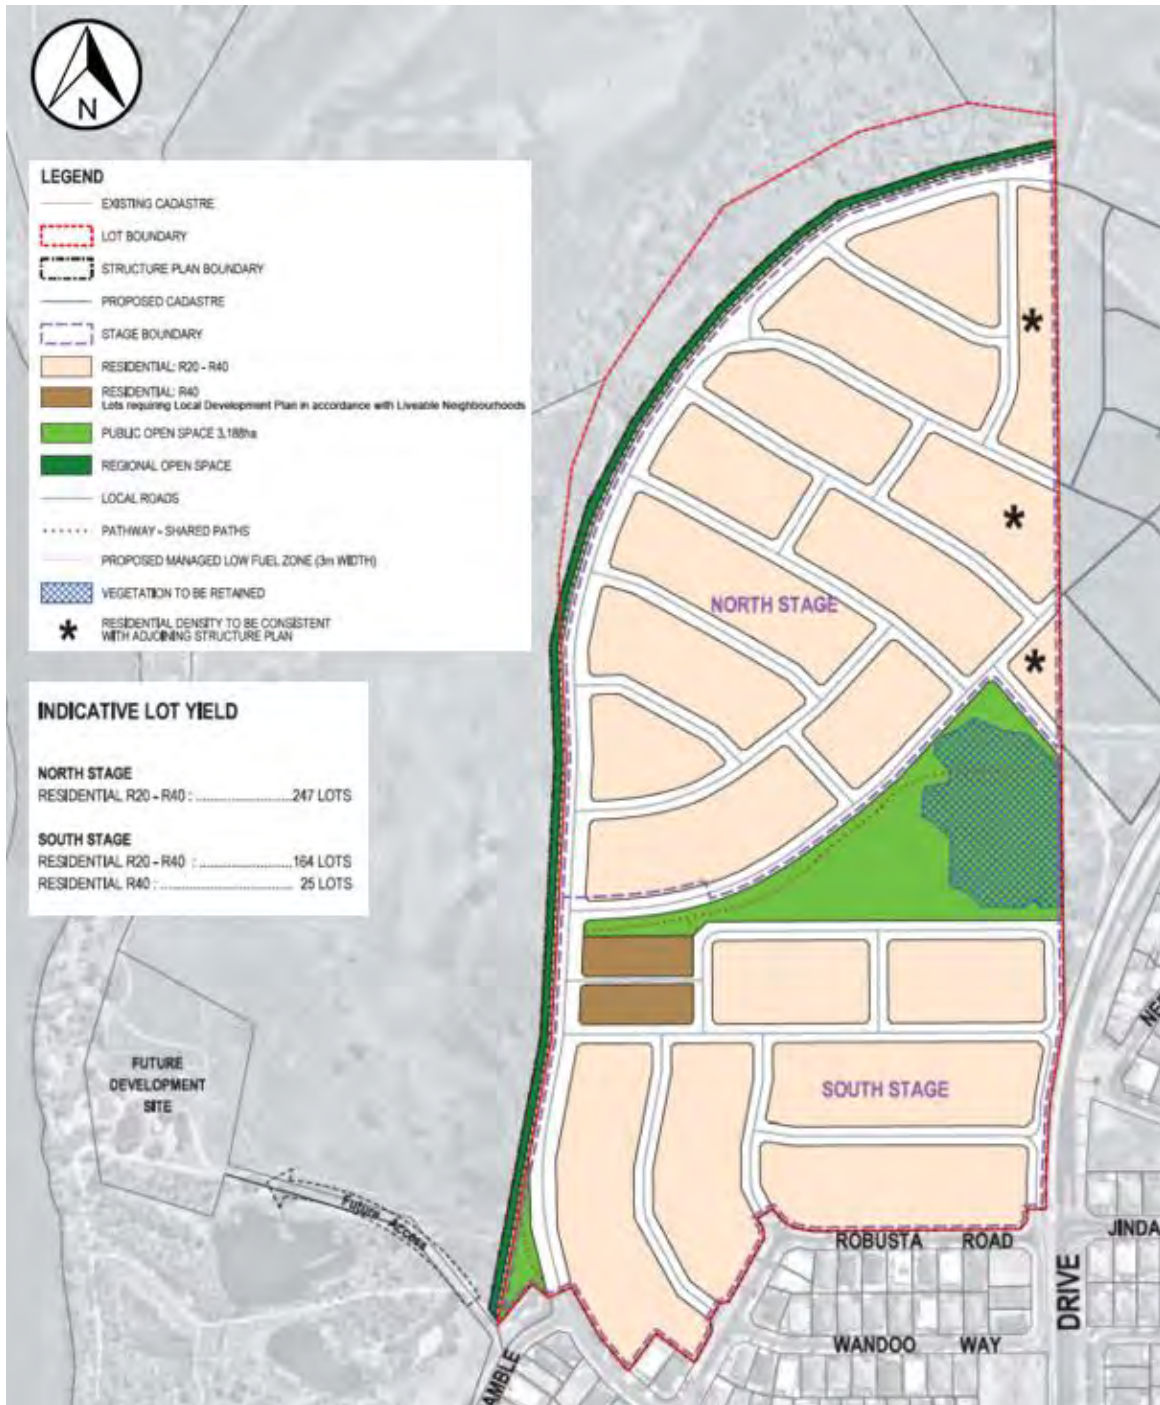 N
LEGEND
EXISTING CADASTRE
LOT BOUNDARY
STRUCTURE PLAN BOUNDARY
PROPOSED CADASTRE
STAGE BOUNDARY
RESIDENTIAL: R20 - R40
RESIDENTIAL: R40
Lots requiring Local Development Plan in accordance with Liveable Neighbourhoods
PUBLIC OPEN SPACE 3.188ha
REGIONAL OPEN SPACE
LOCAL ROADS
PATHWAY - SHARED PATHS
PROPOSED MANAGED LOW FUEL ZONE (3m WIDTH)
VEGETATION TO BE RETAINED
* RESIDENTIAL DENSITY TO BE CONSISTENT
WITH ADJOINING STRUCTURE PLAN
INDICATIVE LOT YIELD
NORTH STAGE
RESIDENTIAL R20 - R40 : ........................ 247 LOTS
SOUTH STAGE
RESIDENTIAL R20 - R40 : ........................ 164 LOTS
RESIDENTIAL R40 : ................................. 25 LOTS
*
*
NORTH STAGE
*
SOUTH STAGE
FUTURE
DEVELOPMENT
SITE
Future Access
ROBUSTA ROAD
WANDOO WAY
DRIVE
JINDA
NE
AMBLE